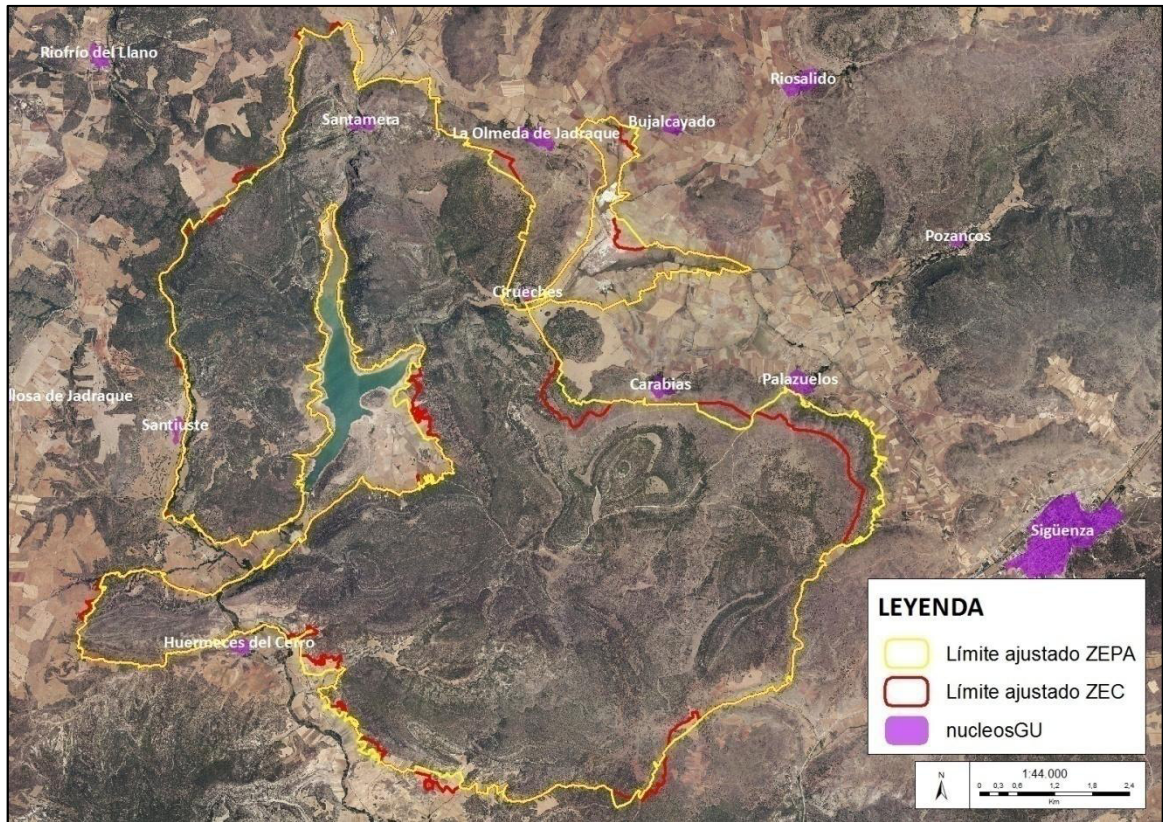 Riofrío del Llano
Riosalido
Santamera
La Olmeda de Jadraque
Bujalcayado
Pozancos
Cirueches
Carabias
Palazuelos
llosa de Jadraque
Santiuste
Sigüenza
Huermeces del Cerro
LEYENDA
Límite ajustado ZEPA
Límite ajustado ZEC
nucleosGU
N
1:44.000
0 0,3 0,6 1,2 1,8 2,4
Km